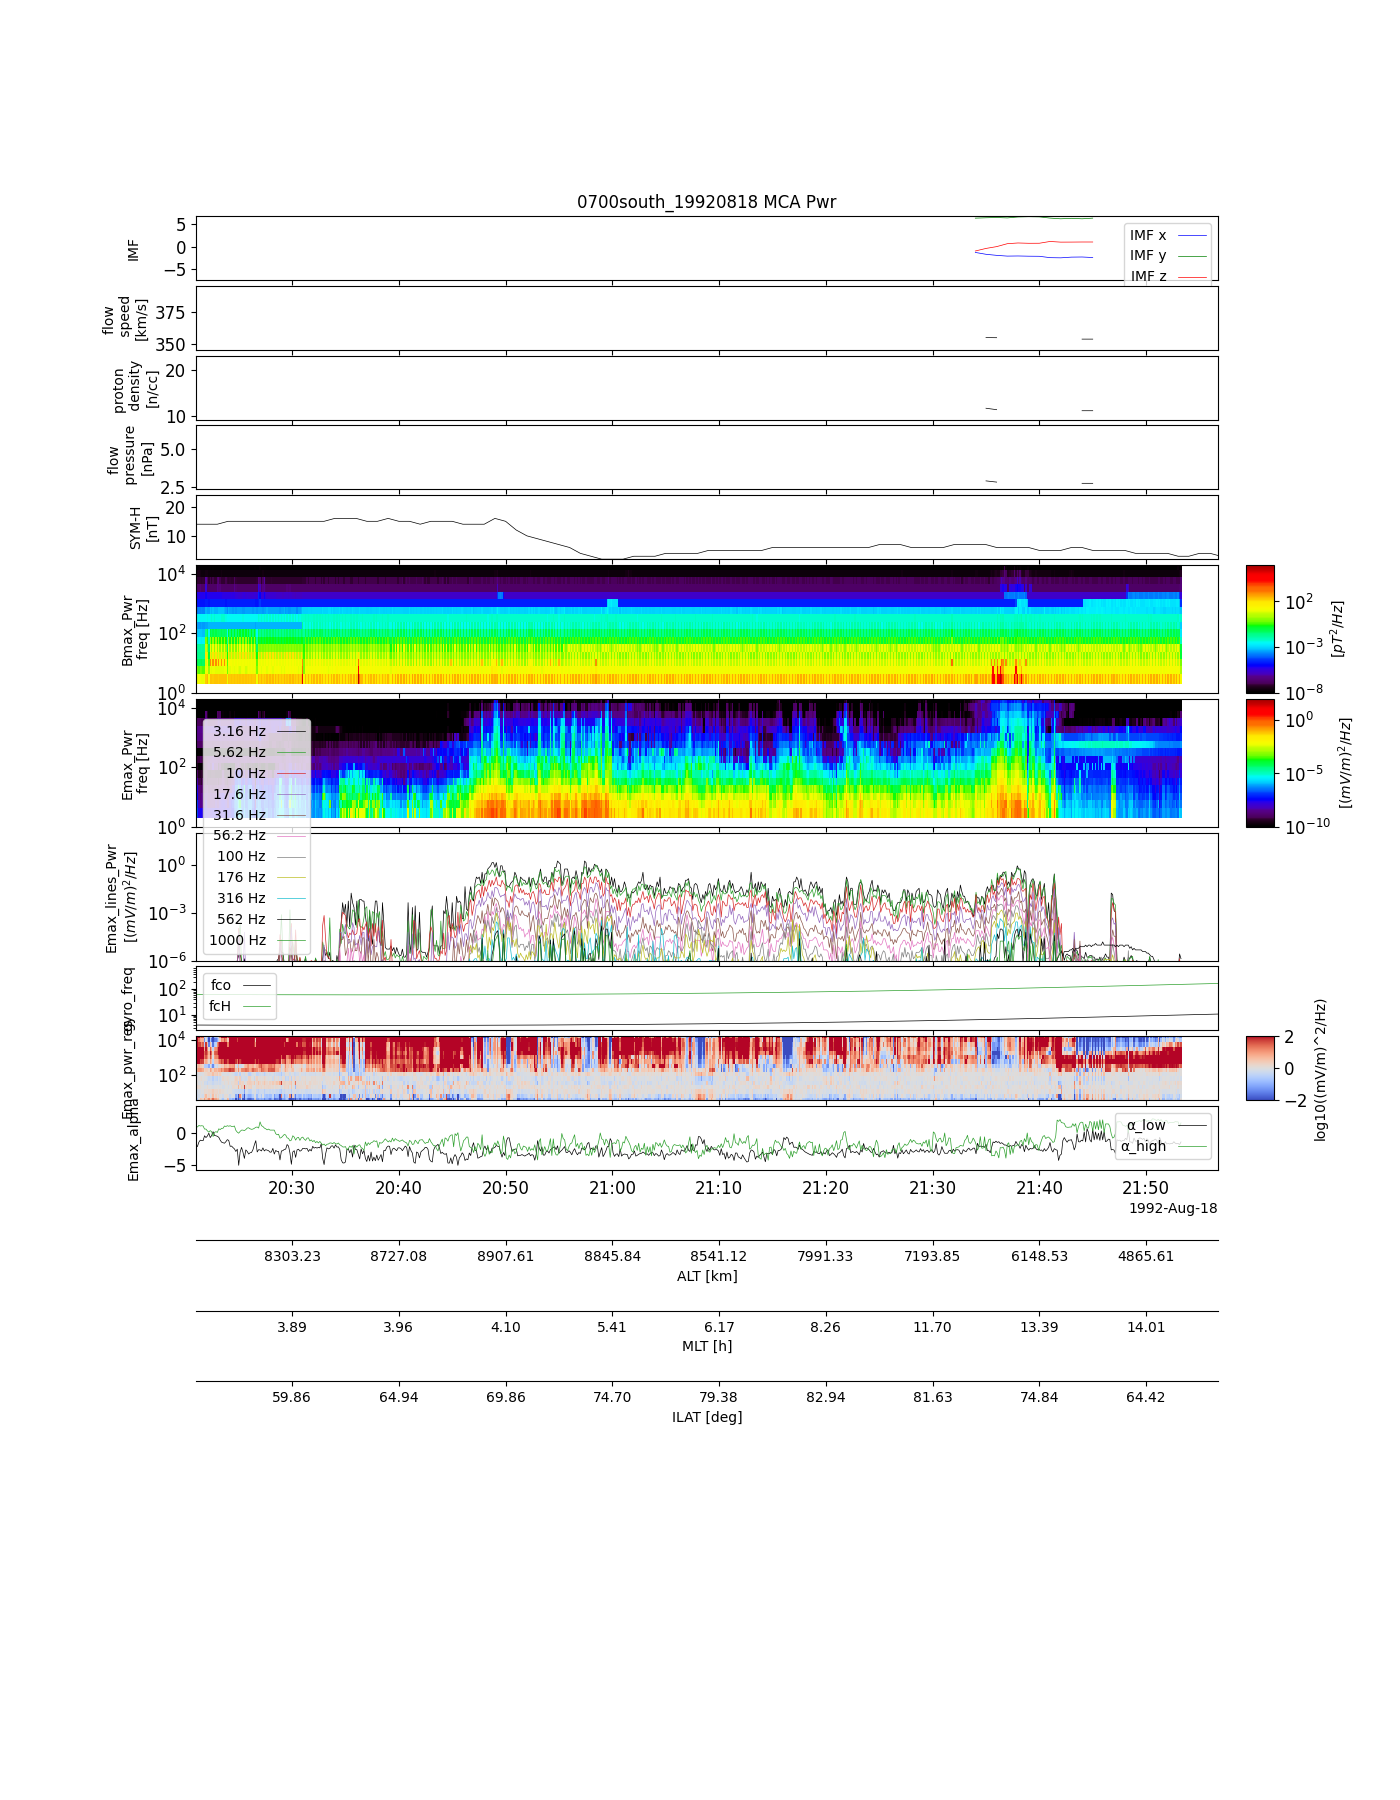 0700south_19920818 MCA Pwr
IMF
5
0
−5
IMF x
IMF y
IMF z
flow
speed
[km/s]
375
350
proton
density
[n/cc]
20
10
flow
pressure
[nPa]
5.0
2.5
SYM-H
[nT]
20
10
Bmax_Pwr
freq [Hz]
10^4
10^2
10^0
10^2
10^−3
10^−8
[pT^2/Hz]
Emax_Pwr
freq [Hz]
10^4
10^2
10^0
10^0
10^−5
10^−10
[(mV/m)^2/Hz]
3.16 Hz
5.62 Hz
10 Hz
17.6 Hz
31.6 Hz
56.2 Hz
100 Hz
176 Hz
316 Hz
562 Hz
1000 Hz
Emax_lines_Pwr
[(mV/m)^2/Hz]
10^0
10^−3
10^−6
10^2
10^1
fco
fcH
10^4
10^2
2
0
−2
log10((mV/m)^2/Hz)
Emax_alpha
0
−5
α_low
α_high
20:30 20:40 20:50 21:00 21:10 21:20 21:30 21:40 21:50
1992-Aug-18
8303.23 8727.08 8907.61 8845.84 8541.12 7991.33 7193.85 6148.53 4865.61
ALT [km]
3.89 3.96 4.10 5.41 6.17 8.26 11.70 13.39 14.01
MLT [h]
59.86 64.94 69.86 74.70 79.38 82.94 81.63 74.84 64.42
ILAT [deg]